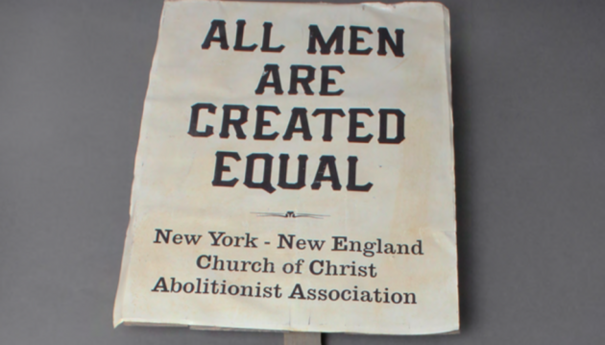 ALL MEN
ARE
CREATED
EQUAL
New York - New England
Church of Christ
Abolitionist Association